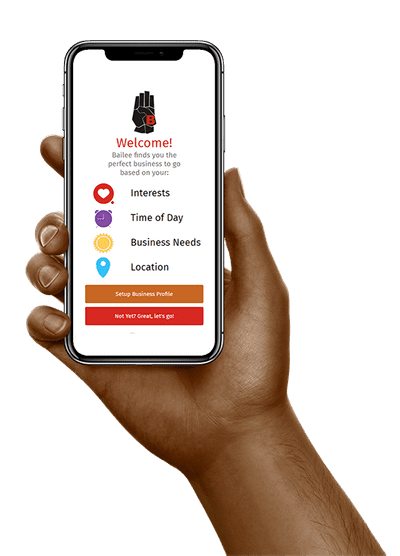 B
Welcome!
Bailee finds you the
perfect business to go
based on your:
Interests
Time of Day
Business Needs
Location
Setup Business Profile
Not Yet? Great, let's go!